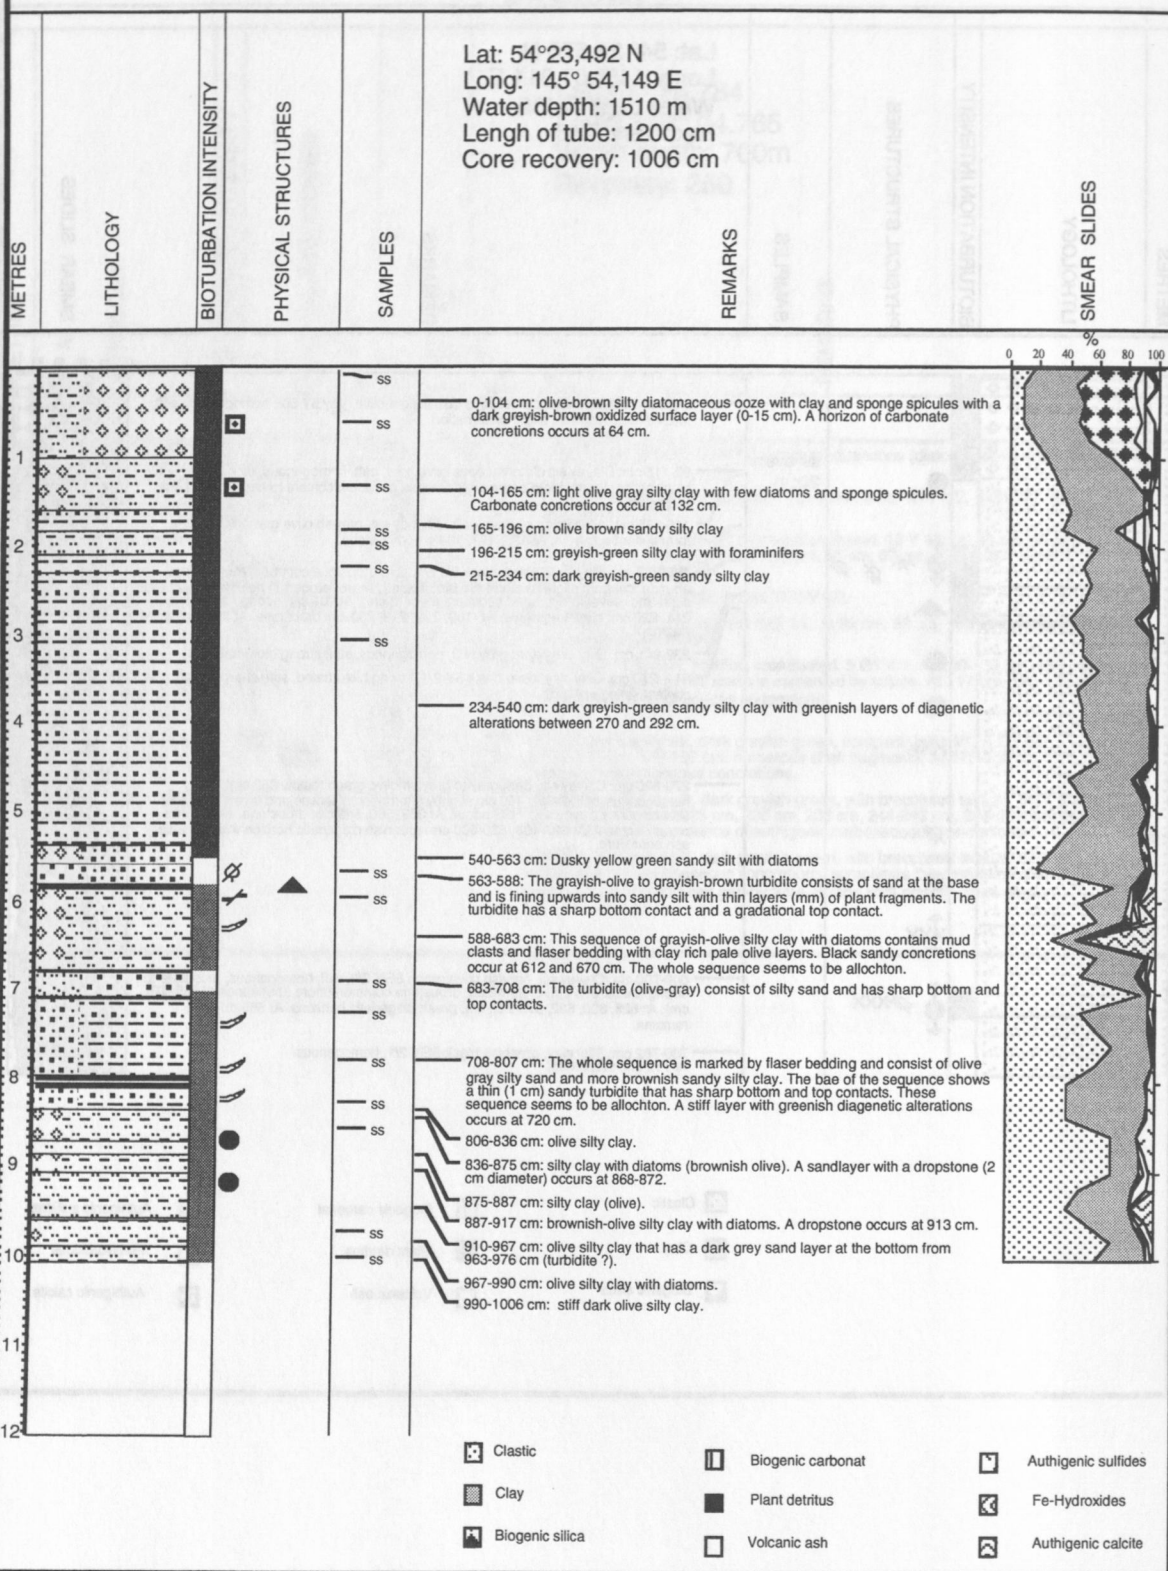 Lat: 54°23,492 N
Long: 145° 54,149 E
Water depth: 1510 m
Lengh of tube: 1200 cm
Core recovery: 1006 cm
METRES
LITHOLOGY
BIOTURBATION INTENSITY
PHYSICAL STRUCTURES
SAMPLES
REMARKS
% SMEAR SLIDES
0 20 40 60 80 100
SS
0-104 cm: olive-brown silty diatomaceous ooze with clay and sponge spicules with a
dark greyish-brown oxidized surface layer (0-15 cm). A horizon of carbonate
concretions occurs at 64 cm.
SS
1
SS
104-165 cm: light olive gray silty clay with few diatoms and sponge spicules.
Carbonate concretions occur at 132 cm.
165-196 cm: olive brown sandy silty clay
SS
2
SS
196-215 cm: greyish-green silty clay with foraminifers
SS
215-234 cm: dark greyish-green sandy silty clay
3
SS
234-540 cm: dark greyish-green sandy silty clay with greenish layers of diagenetic
alterations between 270 and 292 cm.
4
5
540-563 cm: Dusky yellow green sandy silt with diatoms
SS
563-588: The grayish-olive to grayish-brown turbidite consists of sand at the base
and is fining upwards into sandy silt with thin layers (mm) of plant fragments. The
turbidite has a sharp bottom contact and a gradational top contact.
6
SS
588-683 cm: This sequence of grayish-olive silty clay with diatoms contains mud
clasts and flaser bedding with clay rich pale olive layers. Black sandy concretions
occur at 612 and 670 cm. The whole sequence seems to be allochton.
7
SS
683-708 cm: The turbidite (olive-gray) consist of silty sand and has sharp bottom and
top contacts.
SS
708-807 cm: The whole sequence is marked by flaser bedding and consist of olive
gray silty sand and more brownish sandy silty clay. The bae of the sequence shows
a thin (1 cm) sandy turbidite that has sharp bottom and top contacts. These
sequence seems to be allochton. A stiff layer with greenish diagenetic alterations
occurs at 720 cm.
SS
8
SS
806-836 cm: olive silty clay.
SS
836-875 cm: silty clay with diatoms (brownish olive). A sandlayer with a dropstone (2
cm diameter) occurs at 868-872.
9
875-887 cm: silty clay (olive).
887-917 cm: brownish-olive silty clay with diatoms. A dropstone occurs at 913 cm.
SS
910-967 cm: olive silty clay that has a dark grey sand layer at the bottom from
963-976 cm (turbidite ?).
10
SS
967-990 cm: olive silty clay with diatoms.
990-1006 cm: stiff dark olive silly clay.
11
12
Clastic
Clay
Biogenic silica
Biogenic carbonat
Plant detritus
Volcanic ash
Authigenic sulfides
Fe-Hydroxides
Authigenic calcite